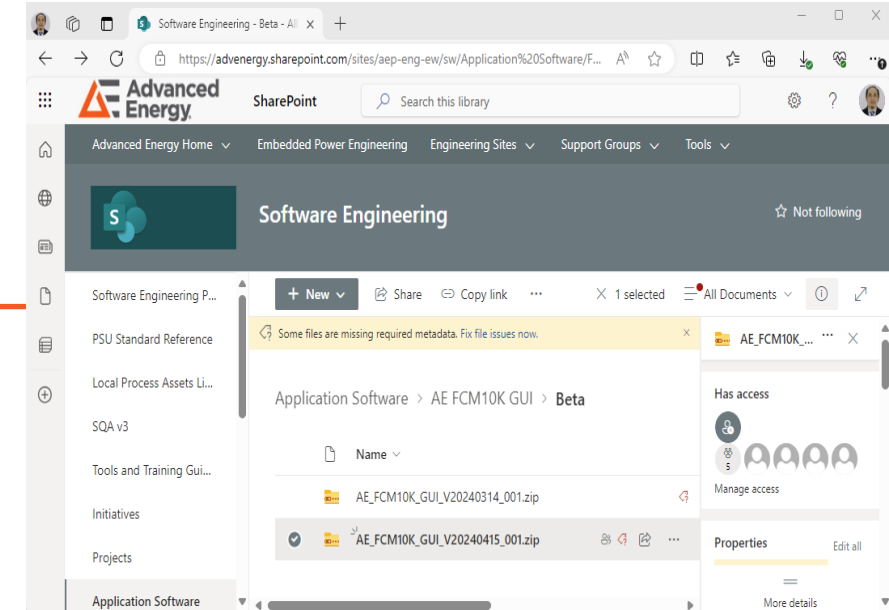 Software Engineering - Beta - All
https://advenergy.sharepoint.com/sites/aep-eng-ew/sw/Application%20Software/F...
Advanced
Energy
SharePoint
Search this library
Advanced Energy Home
Embedded Power Engineering
Engineering Sites
Support Groups
Tools
S
Software Engineering
Not following
Software Engineering P...
PSU Standard Reference
Local Process Assets Li...
SQA v3
Tools and Training Gui...
Initiatives
Projects
Application Software
+ New
Share
Copy link
...
1 selected
All Documents
Some files are missing required metadata. Fix file issues now.
Application Software > AE FCM10K GUI > Beta
Name
AE_FCM10K_GUI_V20240314_001.zip
AE_FCM10K_GUI_V20240415_001.zip
AE_FCM10K_...
Has access
5
Manage access
Properties
Edit all
More details